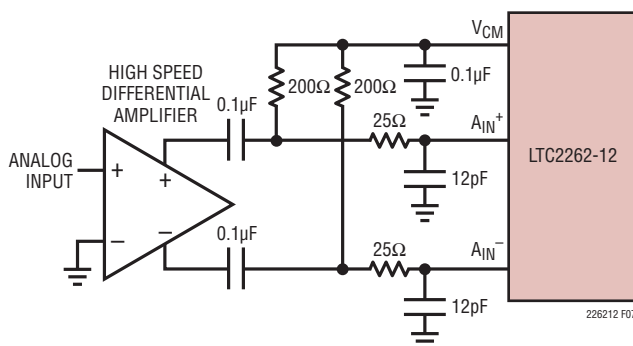 V_CM
HIGH SPEED
DIFFERENTIAL
AMPLIFIER
200Ω
200Ω
0.1µF
0.1µF
A_IN^+
25Ω
LTC2262-12
ANALOG
INPUT
+
+
12pF
−
−
0.1µF
25Ω
A_IN^−
12pF
226212 F07